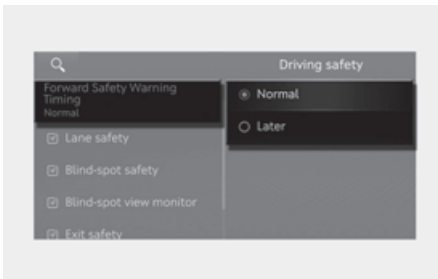 Driving safety
Forward Safety Warning
Timing
Normal
Normal
Later
Lane safety
Blind-spot safety
Blind-spot view monitor
Exit safety